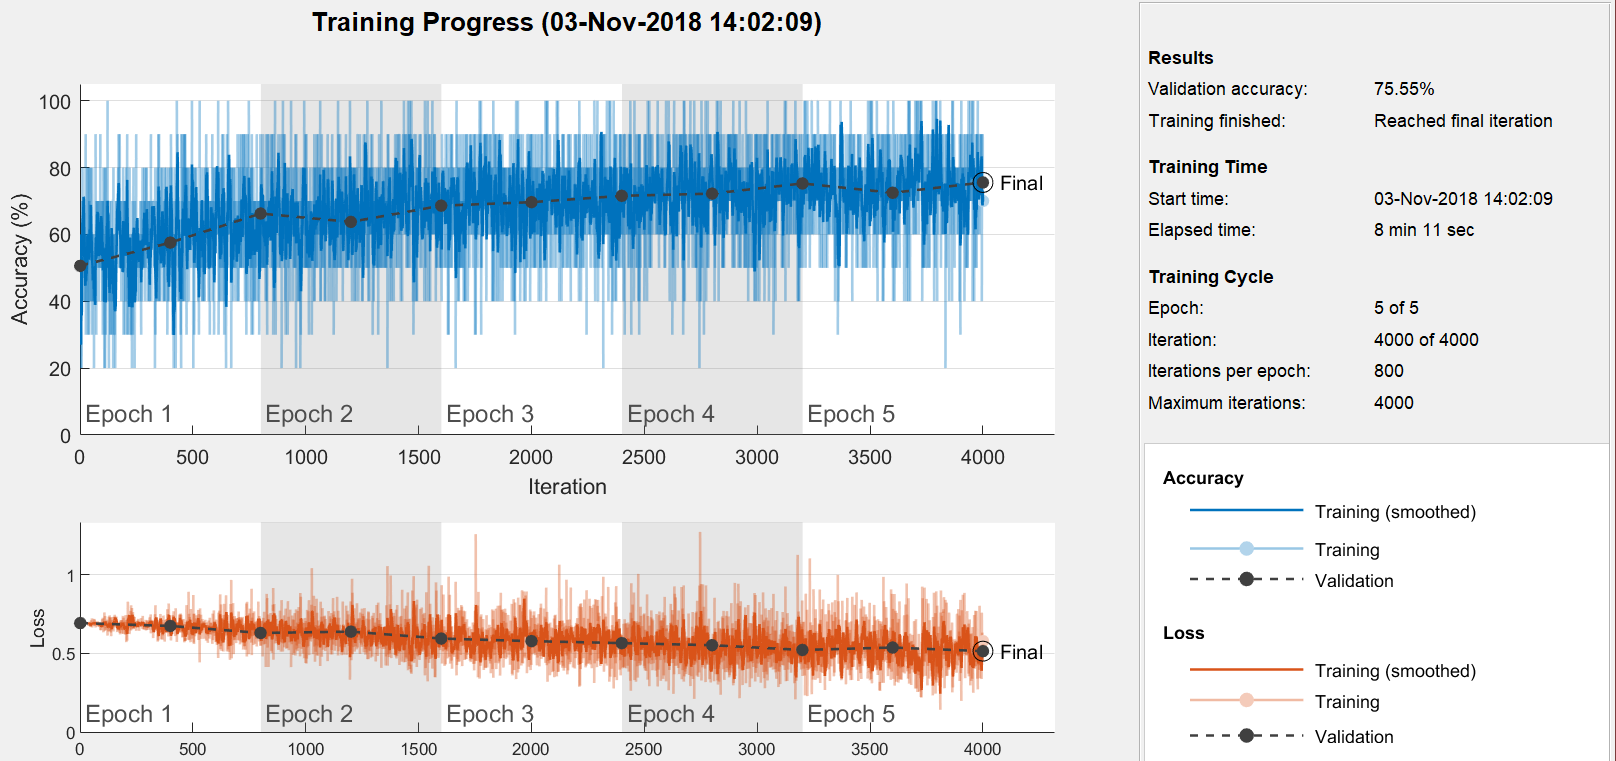 Training Progress (03-Nov-2018 14:02:09)
Accuracy (%)
100
80
60
40
20
0
Final
Epoch 1
Epoch 2
Epoch 3
Epoch 4
Epoch 5
0
500
1000
1500
2000
2500
3000
3500
4000
Iteration
Loss
1
0.5
0
Final
Epoch 1
Epoch 2
Epoch 3
Epoch 4
Epoch 5
0
500
1000
1500
2000
2500
3000
3500
4000
Results
Validation accuracy: 75.55%
Training finished: Reached final iteration
Training Time
Start time: 03-Nov-2018 14:02:09
Elapsed time: 8 min 11 sec
Training Cycle
Epoch: 5 of 5
Iteration: 4000 of 4000
Iterations per epoch: 800
Maximum iterations: 4000
Accuracy
Training (smoothed)
Training
Validation
Loss
Training (smoothed)
Training
Validation